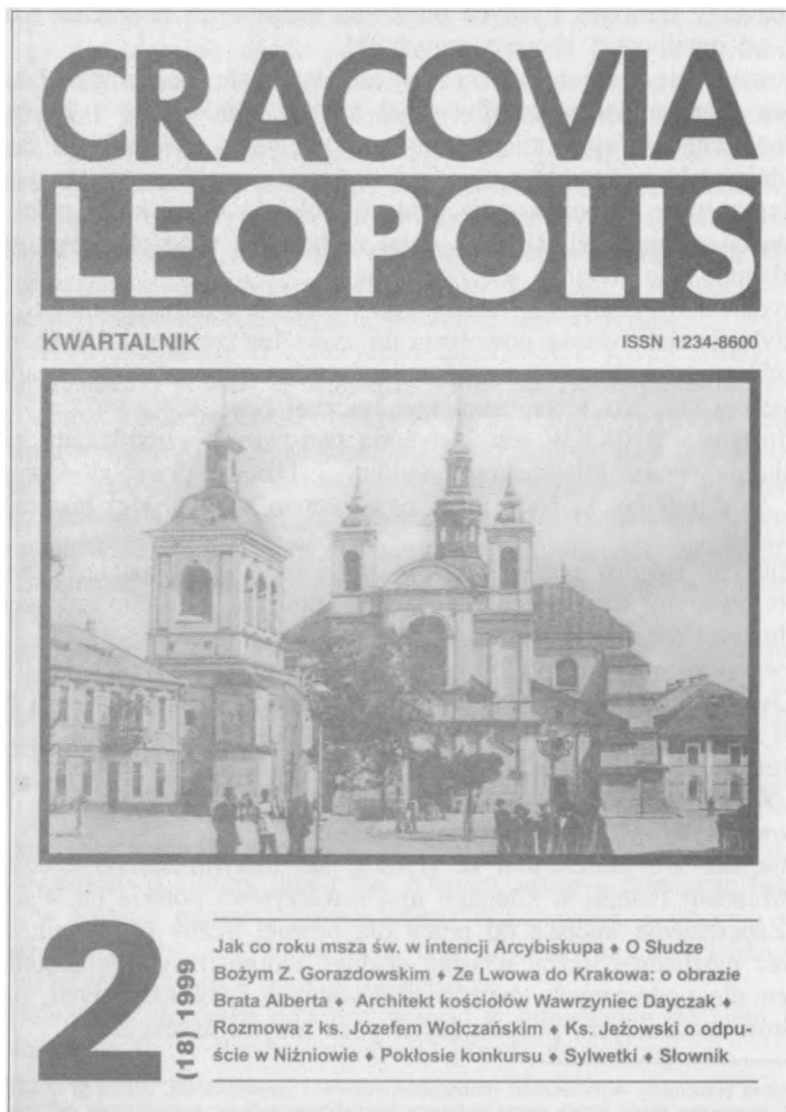 CRACOVIA
LEOPOLIS
KWARTALNIK
ISSN 1234-8600
2
(18) 1999
Jak co roku msza św. w intencji Arcybiskupa ♦ O Słudze
Bożym Z. Gorazdowskim ♦ Ze Lwowa do Krakowa: o obrazie
Brata Alberta ♦ Architekt kościołów Wawrzyniec Dayczak ♦
Rozmowa z ks. Józefem Wołczańskim ♦ Ks. Jeżowski o odpu-
ście w Niżniowie ♦ Pokłosie konkursu ♦ Sylwetki ♦ Słownik